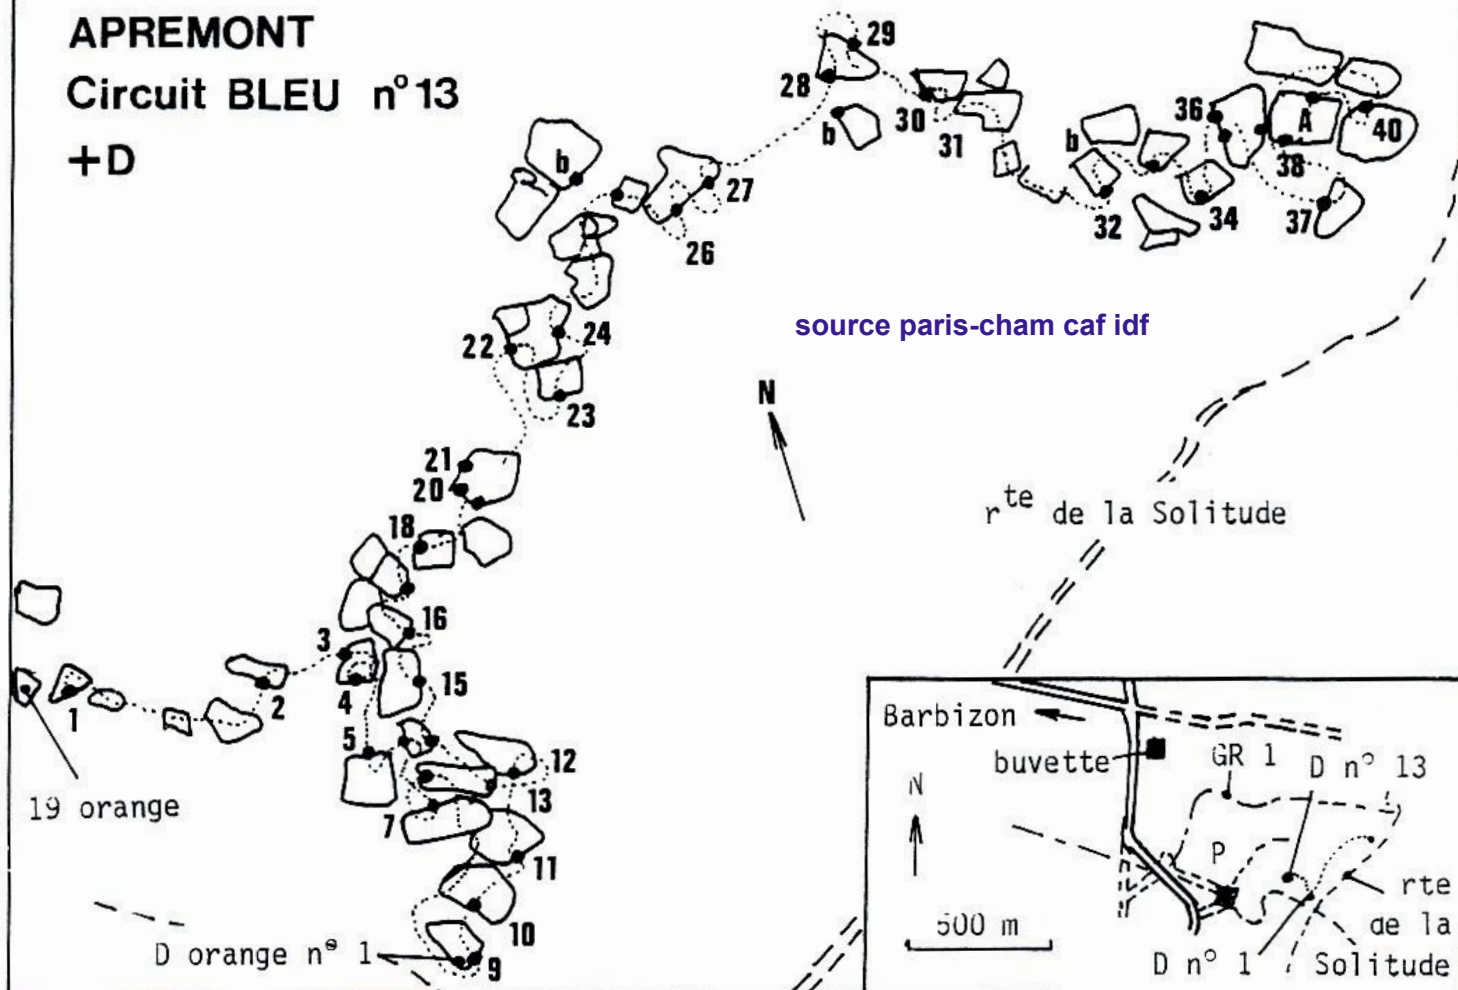 APREMONT
Circuit BLEU n° 13
+D
29
28
b
30
31
b
32
34
36
A
38
37
40
b
27
26
source paris-cham caf idf
22
24
23
N
21
20
18
r te de la Solitude
3
16
4
15
1
2
5
12
13
19 orange
7
11
10
D orange n° 1
9
Barbizon
buvette
GR 1
D n° 13
N
P
rte
de la
Solitude
500 m
D n° 1